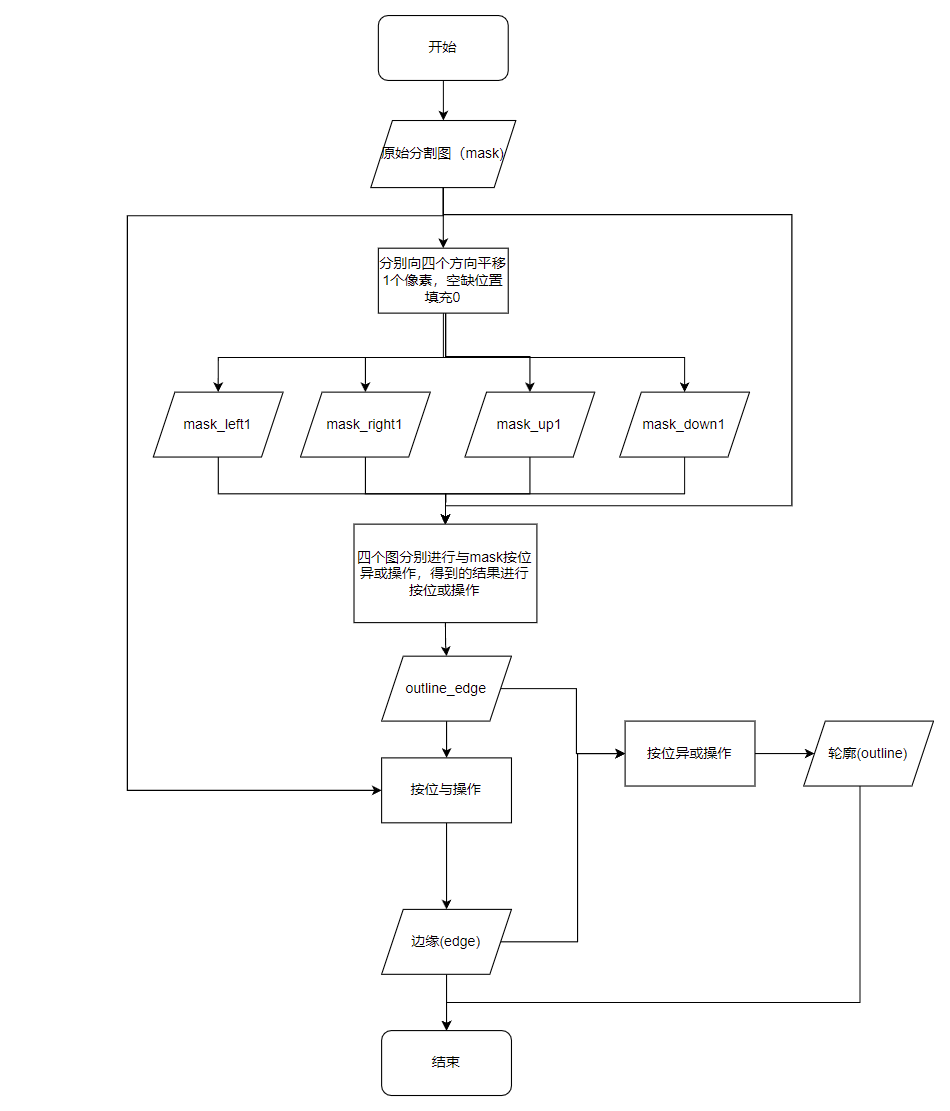 开始
原始分割图（mask)
分别向四个方向平移
1个像素，空缺位置
填充0
mask_left1
mask_right1
mask_up1
mask_down1
四个图分别进行与mask按位
异或操作，得到的结果进行
按位或操作
outline_edge
按位异或操作
轮廓(outline)
按位与操作
边缘(edge)
结束